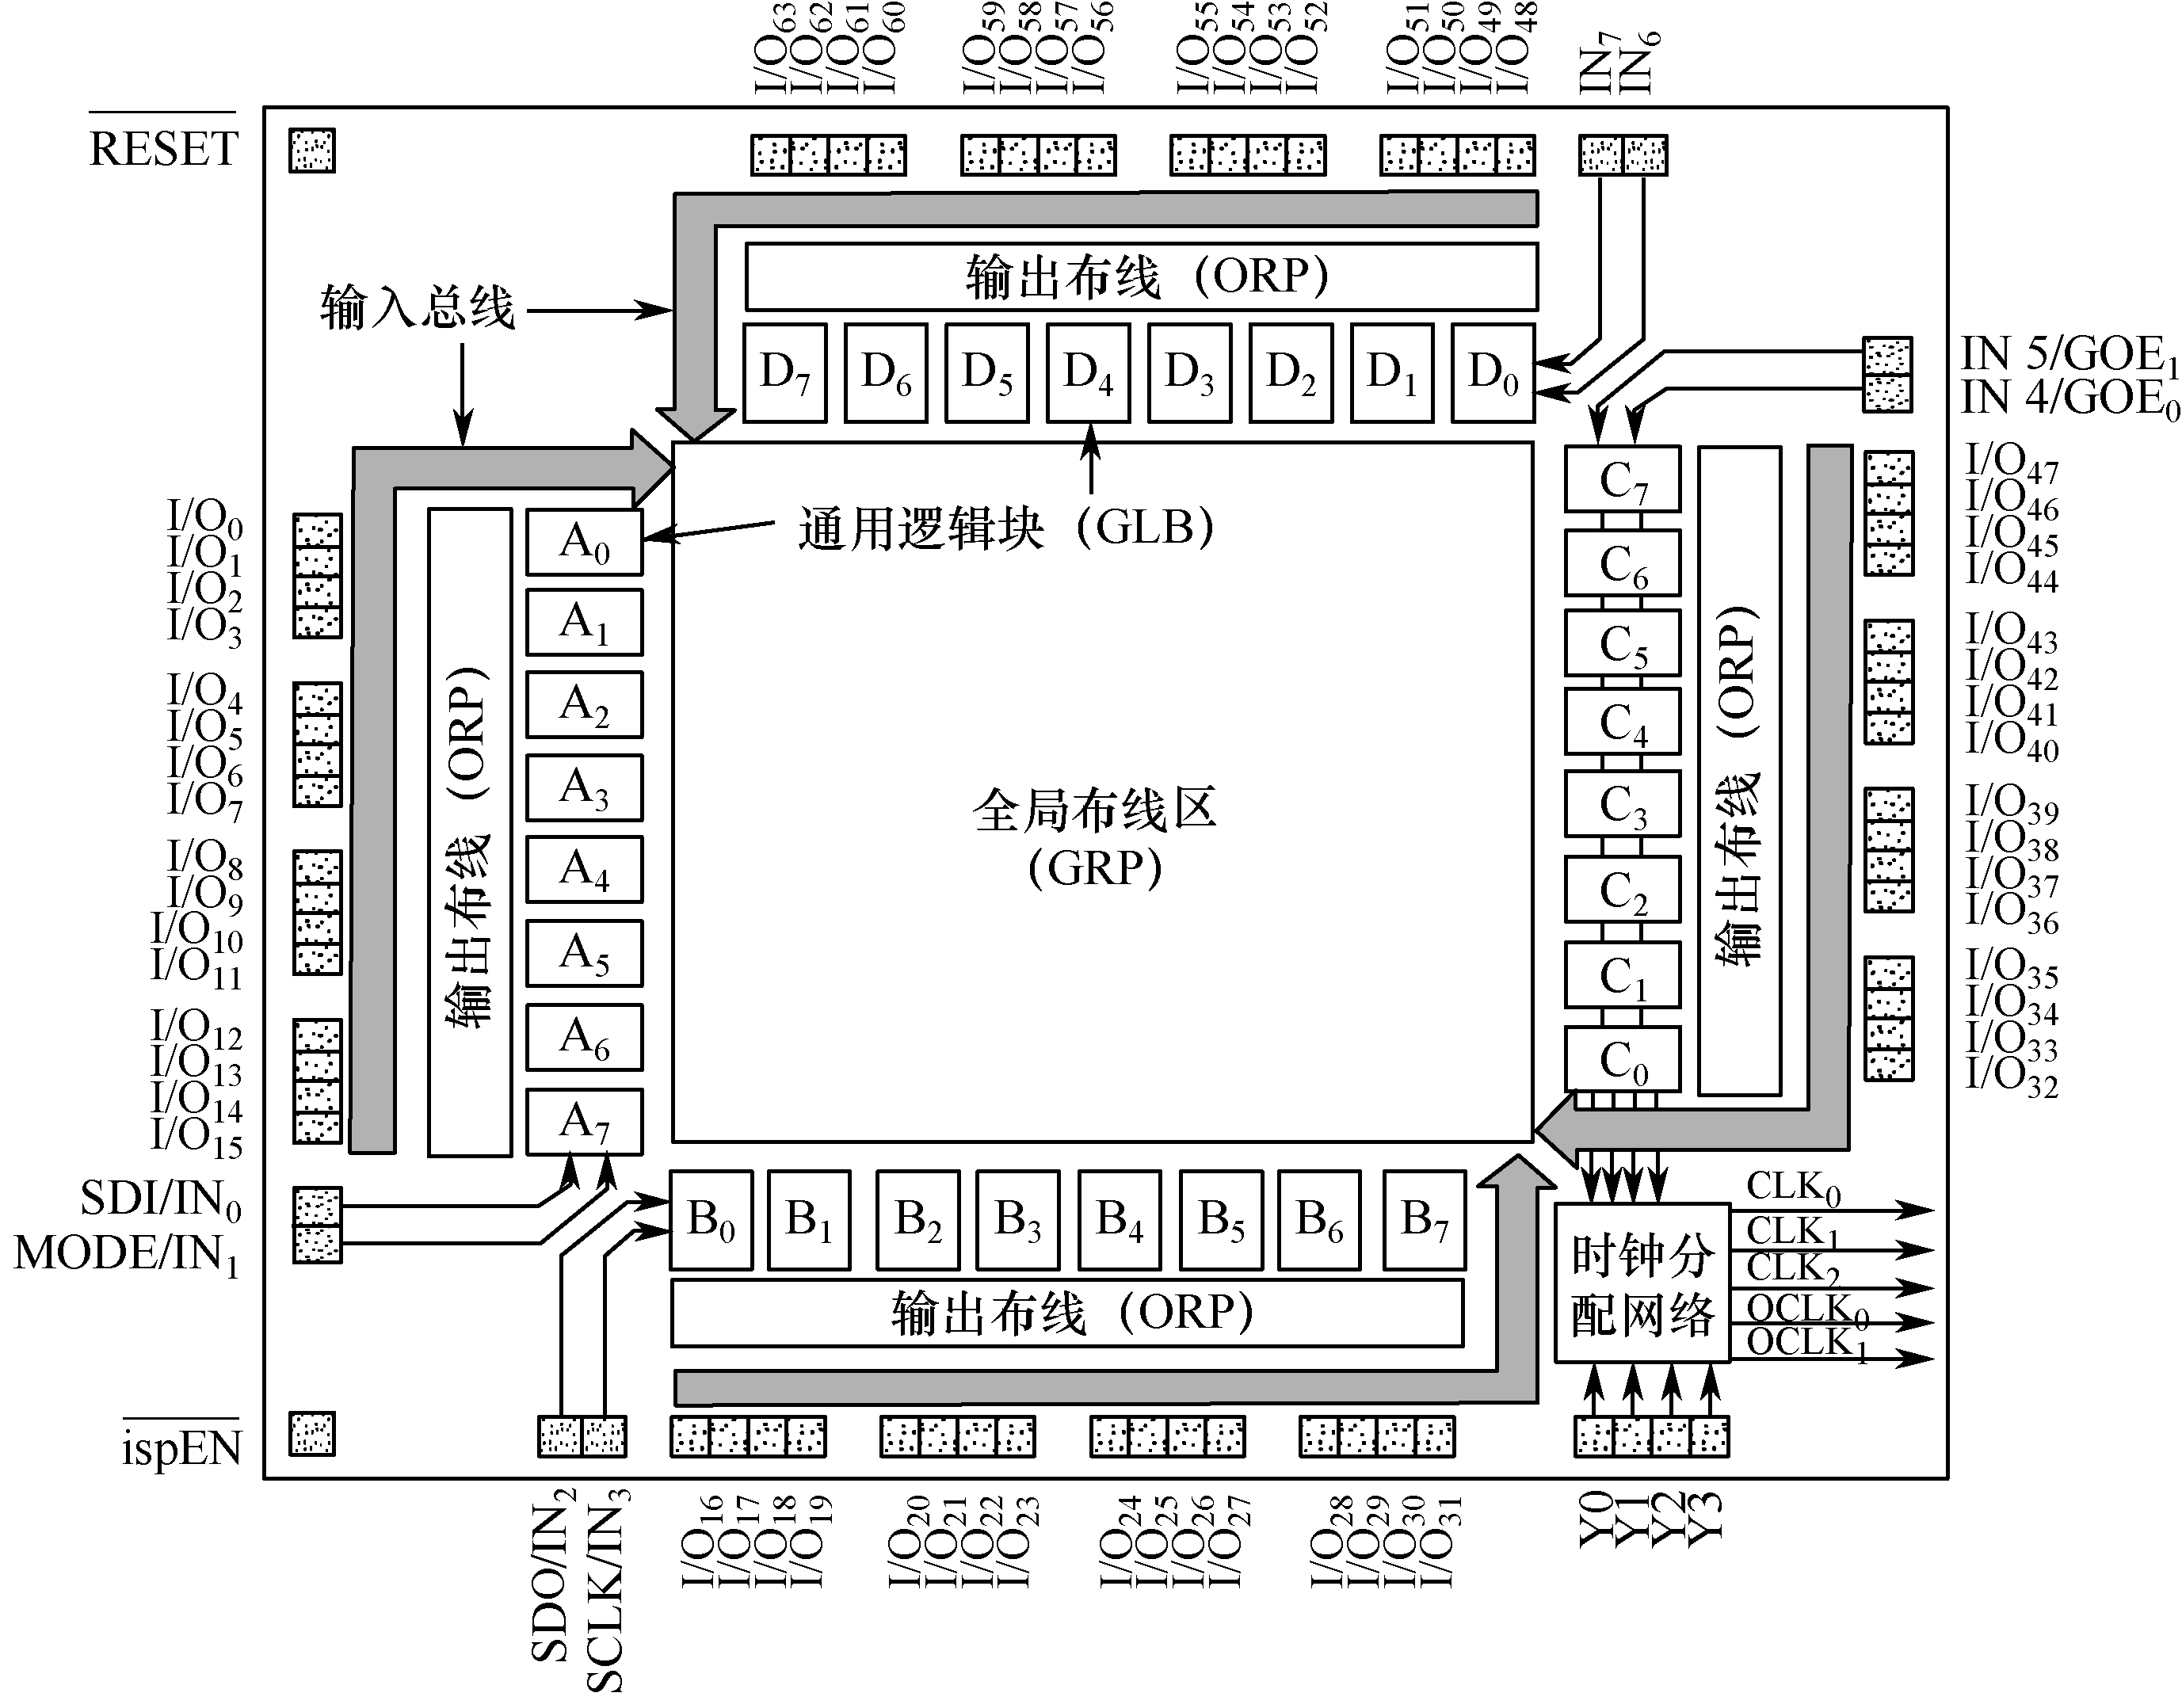 I/O₆₃ I/O₆₂ I/O₆₁ I/O₆₀ I/O₅₉ I/O₅₈ I/O₅₇ I/O₅₆ I/O₅₅ I/O₅₄ I/O₅₃ I/O₅₂ I/O₅₁ I/O₅₀ I/O₄₉ I/O₄₈ IN₇ IN₆
RESET
输出布线（ORP）
输入总线
D₇ D₆ D₅ D₄ D₃ D₂ D₁ D₀
IN 5/GOE₁
IN 4/GOE₀
通用逻辑块（GLB）
I/O₀
I/O₁
I/O₂
I/O₃
I/O₄
I/O₅
I/O₆
I/O₇
I/O₈
I/O₉
I/O₁₀
I/O₁₁
I/O₁₂
I/O₁₃
I/O₁₄
I/O₁₅
输出布线（ORP）
A₀
A₁
A₂
A₃
A₄
A₅
A₆
A₇
全局布线区
（GRP）
C₇
C₆
C₅
C₄
C₃
C₂
C₁
C₀
输出布线（ORP）
I/O₄₇
I/O₄₆
I/O₄₅
I/O₄₄
I/O₄₃
I/O₄₂
I/O₄₁
I/O₄₀
I/O₃₉
I/O₃₈
I/O₃₇
I/O₃₆
I/O₃₅
I/O₃₄
I/O₃₃
I/O₃₂
SDI/IN₀
MODE/IN₁
B₀ B₁ B₂ B₃ B₄ B₅ B₆ B₇
输出布线（ORP）
时钟分
配网络
CLK₀
CLK₁
CLK₂
OCLK₀
OCLK₁
ispEN
SDO/IN₂ SCLK/IN₃ I/O₁₆ I/O₁₇ I/O₁₈ I/O₁₉ I/O₂₀ I/O₂₁ I/O₂₂ I/O₂₃ I/O₂₄ I/O₂₅ I/O₂₆ I/O₂₇ I/O₂₈ I/O₂₉ I/O₃₀ I/O₃₁ Y0 Y1 Y2 Y3